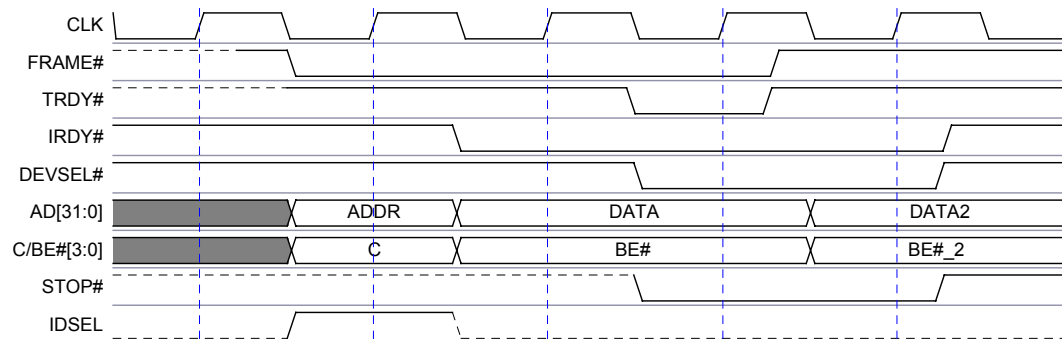 CLK
FRAME#
TRDY#
IRDY#
DEVSEL#
AD[31:0] ADDR DATA DATA2
C/BE#[3:0] C BE# BE#_2
STOP#
IDSEL